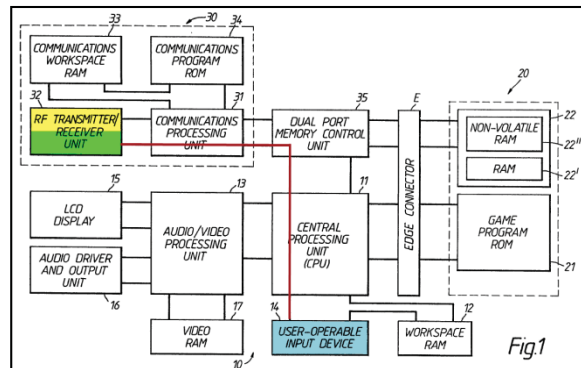 33
30
34
COMMUNICATIONS
WORKSPACE
RAM
COMMUNICATIONS
PROGRAM
ROM
32
31
35
E
20
RF TRANSMITTER/
RECEIVER
UNIT
COMMUNICATIONS
PROCESSING
UNIT
DUAL PORT
MEMORY CONTROL
UNIT
EDGE CONNECTOR
22
NON-VOLATILE
RAM
22"
RAM
22'
15
13
11
LCD
DISPLAY
AUDIO/VIDEO
PROCESSING
UNIT
CENTRAL
PROCESSING
UNIT
(CPU)
GAME
PROGRAM
ROM
21
AUDIO DRIVER
AND OUTPUT
UNIT
16
17
14
12
VIDEO
RAM
10
USER-OPERABLE
INPUT DEVICE
WORKSPACE
RAM
Fig.1